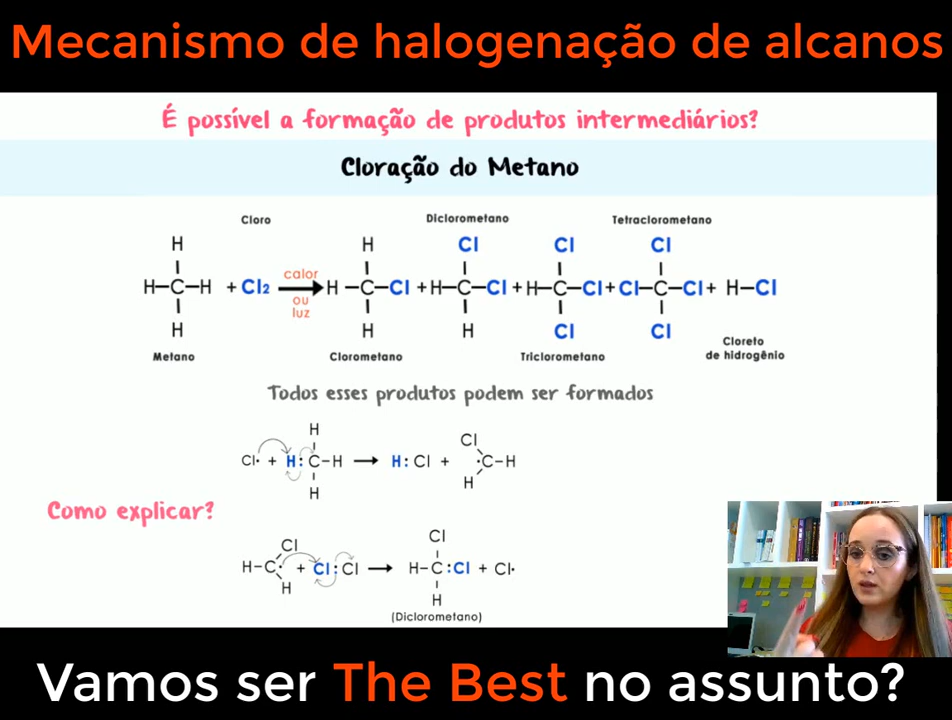 Mecanismo de halogenação de alcanos
É possível a formação de produtos intermediários?
Cloração do Metano
Cloro Diclorometano Tetraclorometano
H H Cl Cl Cl
H–C–H + Cl₂ calor ou luz H–C–Cl + H–C–Cl + H–C–Cl + Cl–C–Cl + H–Cl
H H H Cl Cl
Metano Clorometano Triclorometano Cloreto de hidrogênio
Todos esses produtos podem ser formados
H Cl
Cl· + H:C–H → H:Cl + ·C–H
H H
Como explicar?
Cl Cl
H–C· + Cl:Cl → H–C:Cl + Cl·
H H
(Diclorometano)
Vamos ser The Best no assunto?